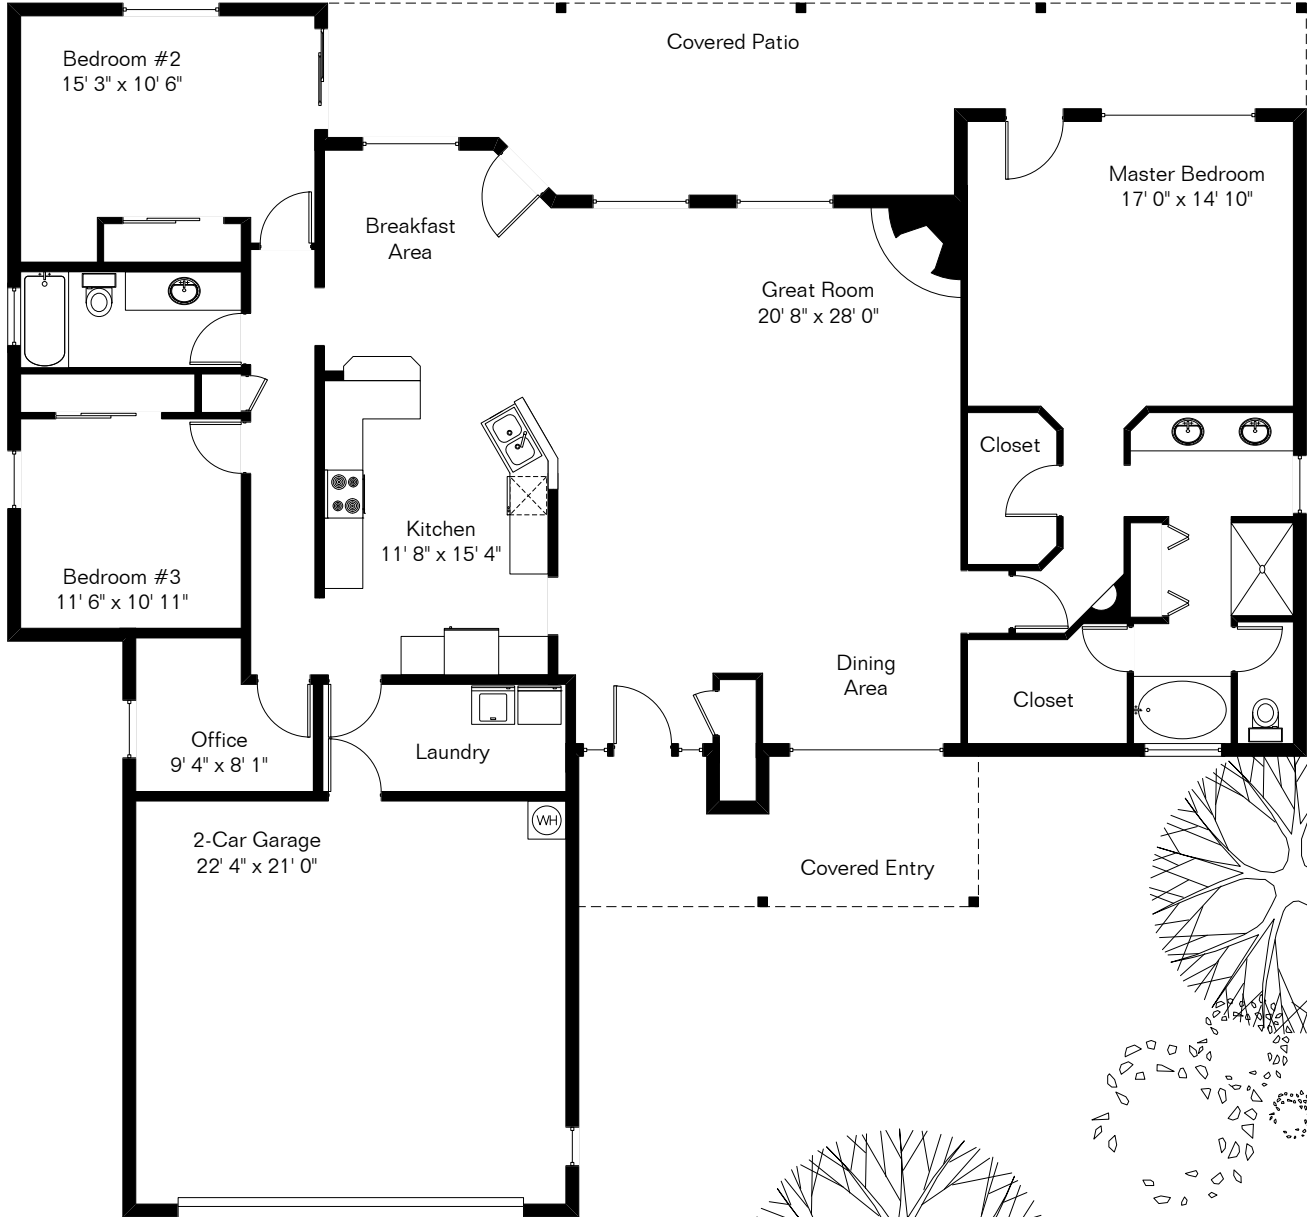 Covered Patio
Bedroom #2
15' 3" x 10' 6"
Master Bedroom
17' 0" x 14' 10"
Breakfast
Area
Great Room
20' 8" x 28' 0"
Closet
Kitchen
11' 8" x 15' 4"
Bedroom #3
11' 6" x 10' 11"
Dining
Area
Closet
Office
9' 4" x 8' 1"
Laundry
WH
2-Car Garage
22' 4" x 21' 0"
Covered Entry